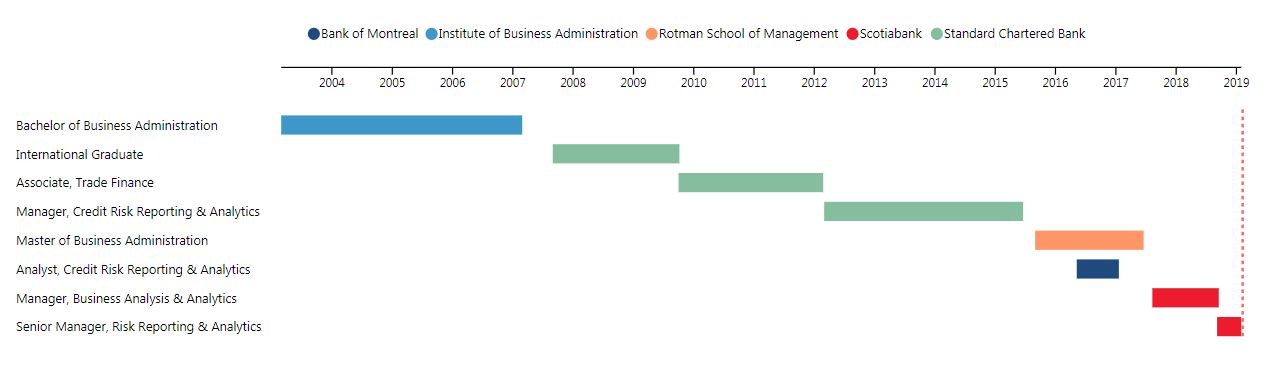 Bank of Montreal Institute of Business Administration Rotman School of Management Scotiabank Standard Chartered Bank
2004 2005 2006 2007 2008 2009 2010 2011 2012 2013 2014 2015 2016 2017 2018 2019
Bachelor of Business Administration
International Graduate
Associate, Trade Finance
Manager, Credit Risk Reporting & Analytics
Master of Business Administration
Analyst, Credit Risk Reporting & Analytics
Manager, Business Analysis & Analytics
Senior Manager, Risk Reporting & Analytics